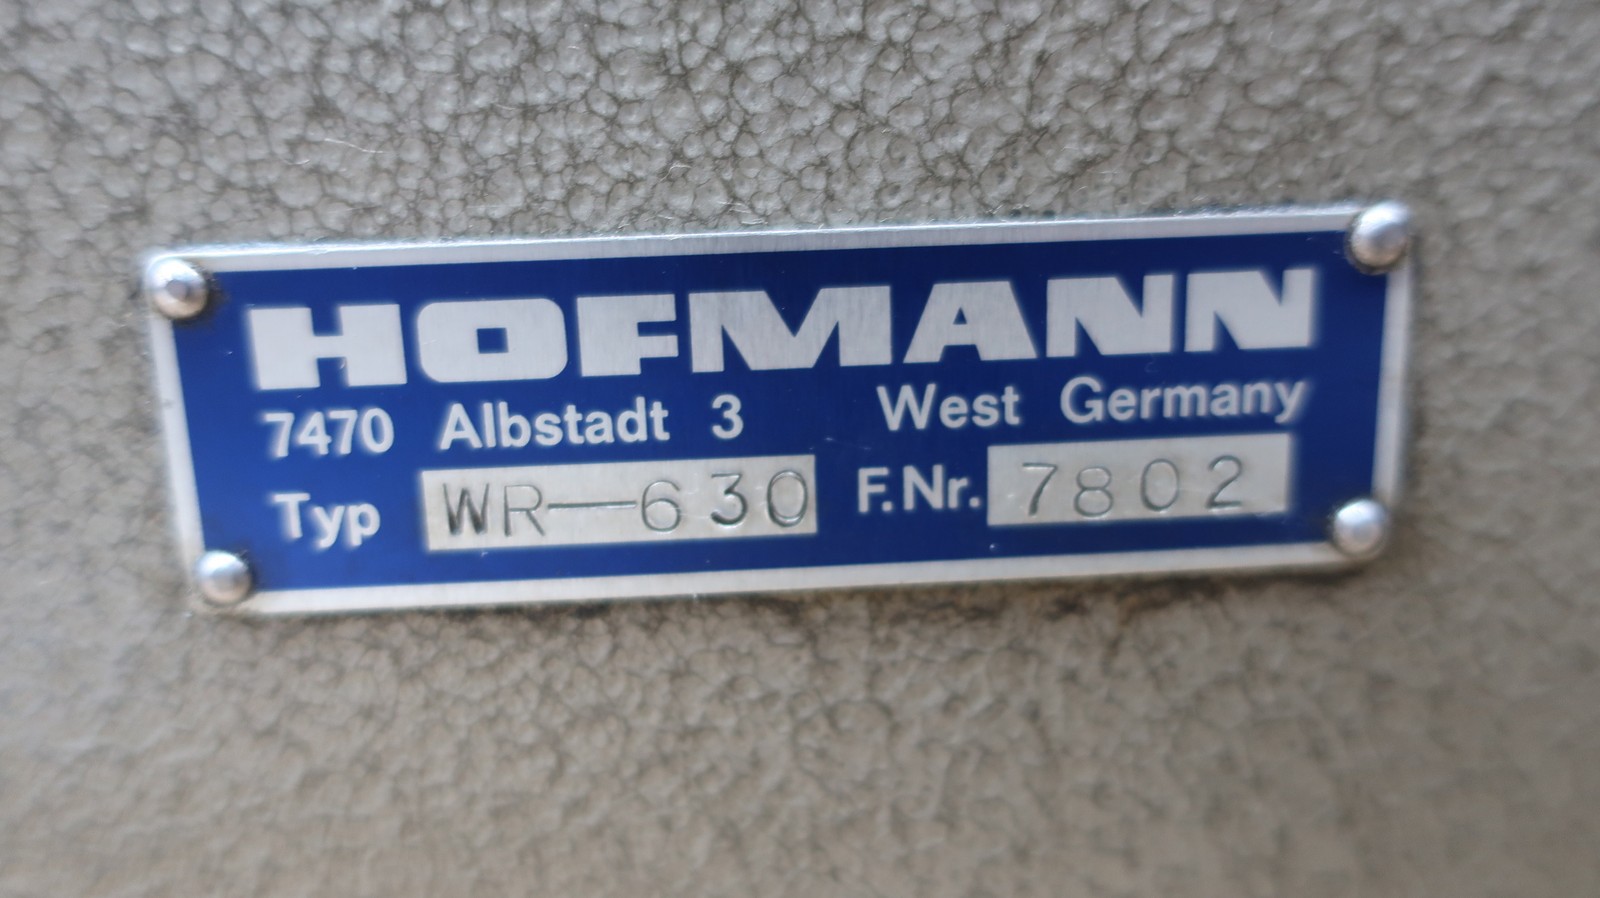 HOFMANN
7470 Albstadt 3 West Germany
Typ WR—630 F.Nr. 7802